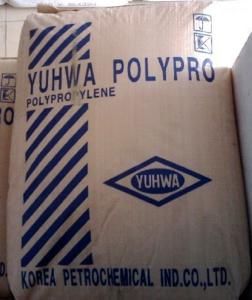 YUHWA POLYPRO
POLYPROPYLENE
YUHWA
KOREA PETROCHEMICAL IND.CO.,LTD.